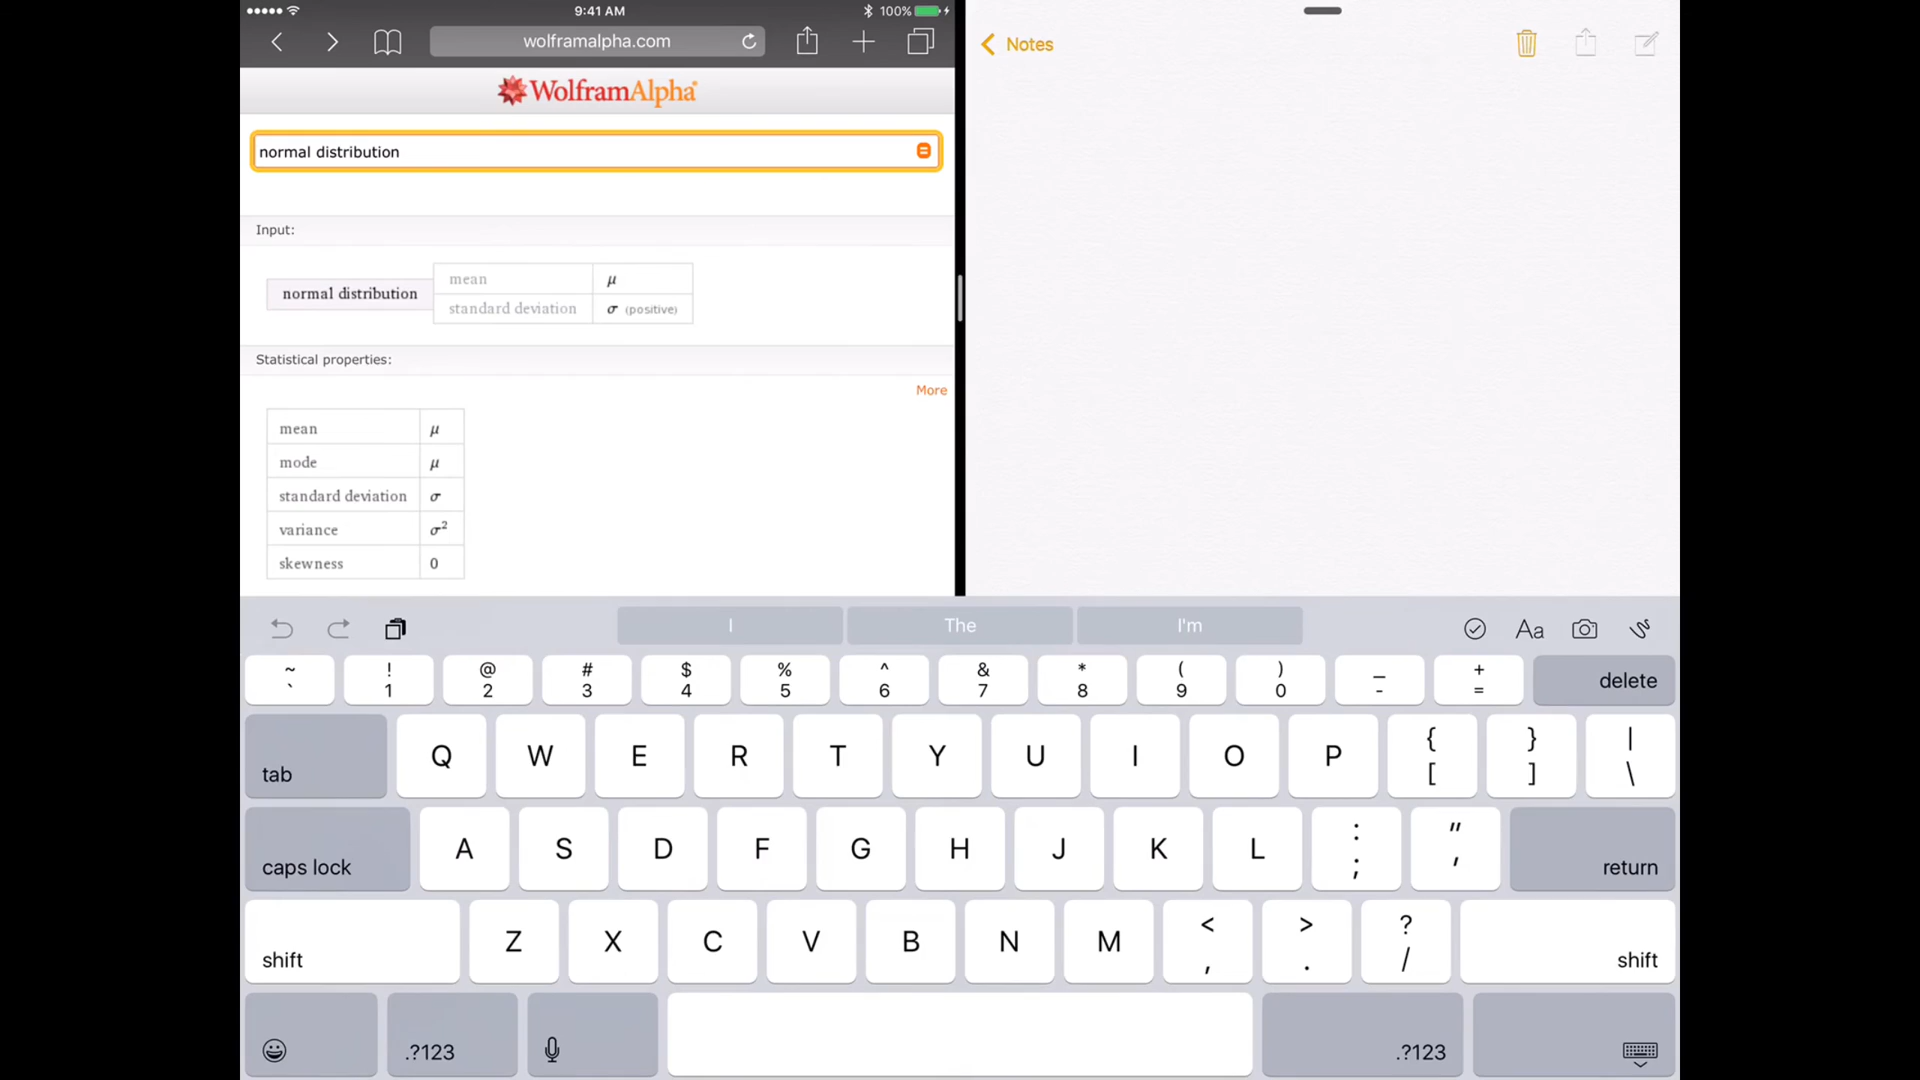 9:41 AM
100%
wolframalpha.com
WolframAlpha
normal distribution
Input:
normal distribution
mean μ
standard deviation σ (positive)
Statistical properties:
More
mean μ
mode μ
standard deviation σ
variance σ²
skewness 0
Notes
I The I'm
Aa
~ ! @ # $ % ^ & * ( ) _ +
` 1 2 3 4 5 6 7 8 9 0 - = delete
tab Q W E R T Y U I O P { [ } ] | \
caps lock A S D F G H J K L : ; " ' return
shift Z X C V B N M < , > . ? / shift
.?123 .?123